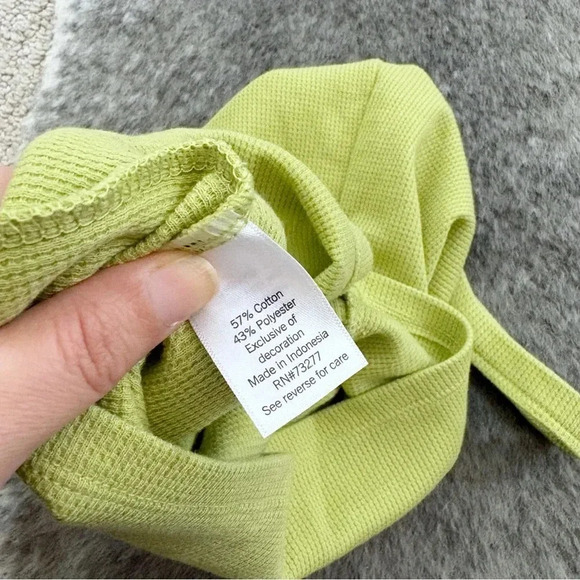 57% Cotton
43% Polyester
Exclusive of
decoration
Made in Indonesia
RN#73277
See reverse for care